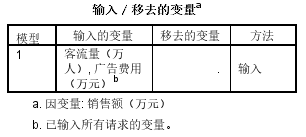 输入／移去的变量a
模型 输入的变量 移去的变量 方法
1 客流量（万
人）, 广告费用
（万元）b . 输入
a. 因变量: 销售额（万元）
b. 已输入所有请求的变量。